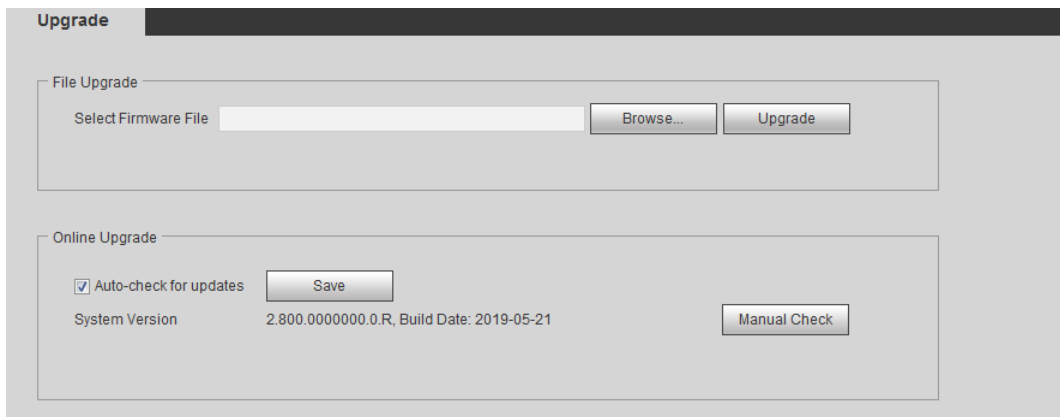 Upgrade
File Upgrade
Select Firmware File Browse... Upgrade
Online Upgrade
Auto-check for updates Save
System Version 2.800.0000000.0.R, Build Date: 2019-05-21 Manual Check